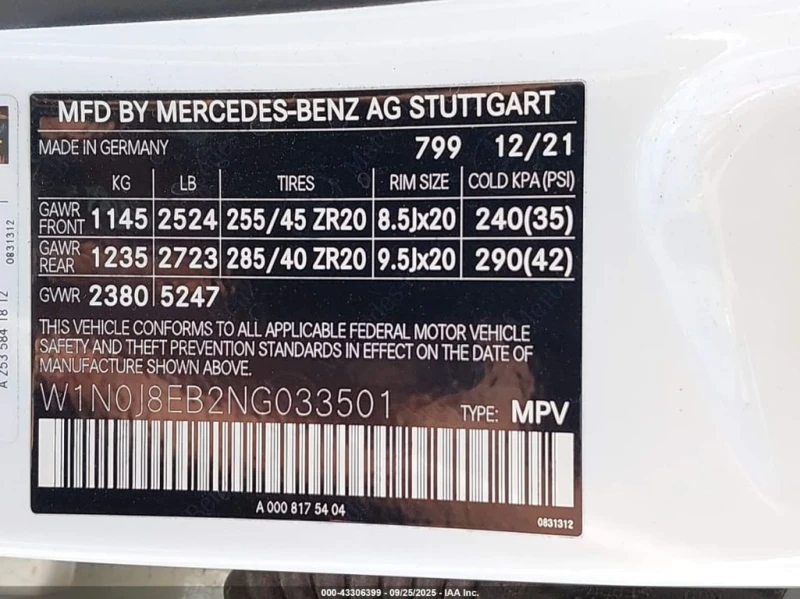 MFD BY MERCEDES-BENZ AG STUTTGART
MADE IN GERMANY 799 12/21
KG LB TIRES RIM SIZE COLD KPA (PSI)
GAWR FRONT 1145 2524 255/45 ZR20 8.5Jx20 240(35)
GAWR REAR 1235 2723 285/40 ZR20 9.5Jx20 290(42)
GVWR 2380 5247
THIS VEHICLE CONFORMS TO ALL APPLICABLE FEDERAL MOTOR VEHICLE
SAFETY AND THEFT PREVENTION STANDARDS IN EFFECT ON THE DATE OF
MANUFACTURE SHOWN ABOVE.
W1N0J8EB2NG033501 TYPE: MPV
A 000 817 54 04
0831312
A 253 584 18 12 0831312
000-43306399 - 09/25/2025 - IAA Inc.